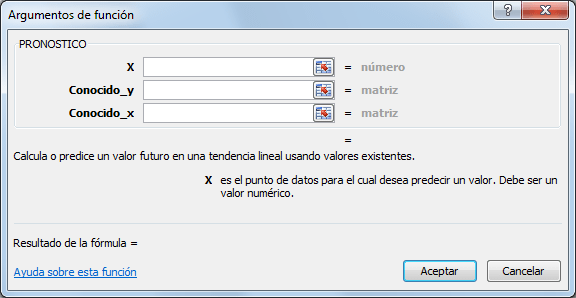 Argumentos de función
PRONOSTICO
X = número
Conocido_y = matriz
Conocido_x = matriz
=
Calcula o predice un valor futuro en una tendencia lineal usando valores existentes.
X es el punto de datos para el cual desea predecir un valor. Debe ser un
valor numérico.
Resultado de la fórmula =
Ayuda sobre esta función
Aceptar
Cancelar